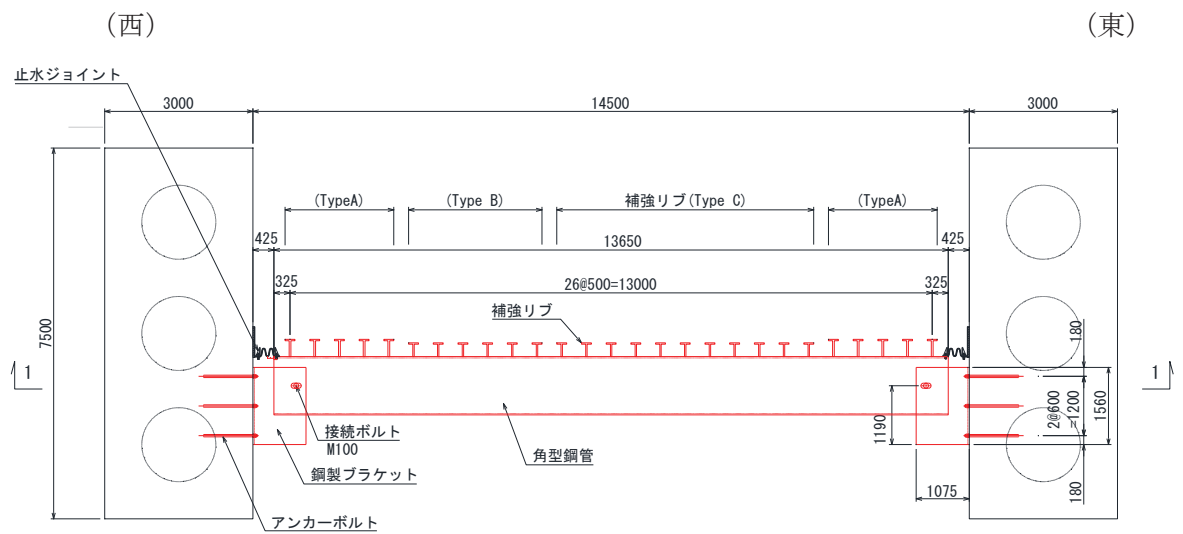 (西)
(東)
止水ジョイント
3000
14500
3000
(TypeA)
(Type B)
補強リブ(Type C)
(TypeA)
425
13650
425
325
26@500=13000
325
補強リブ
7500
180
1
1
2@600
=1200
1560
1190
接続ボルト
M100
角型鋼管
鋼製ブラケット
1075
180
アンカーボルト